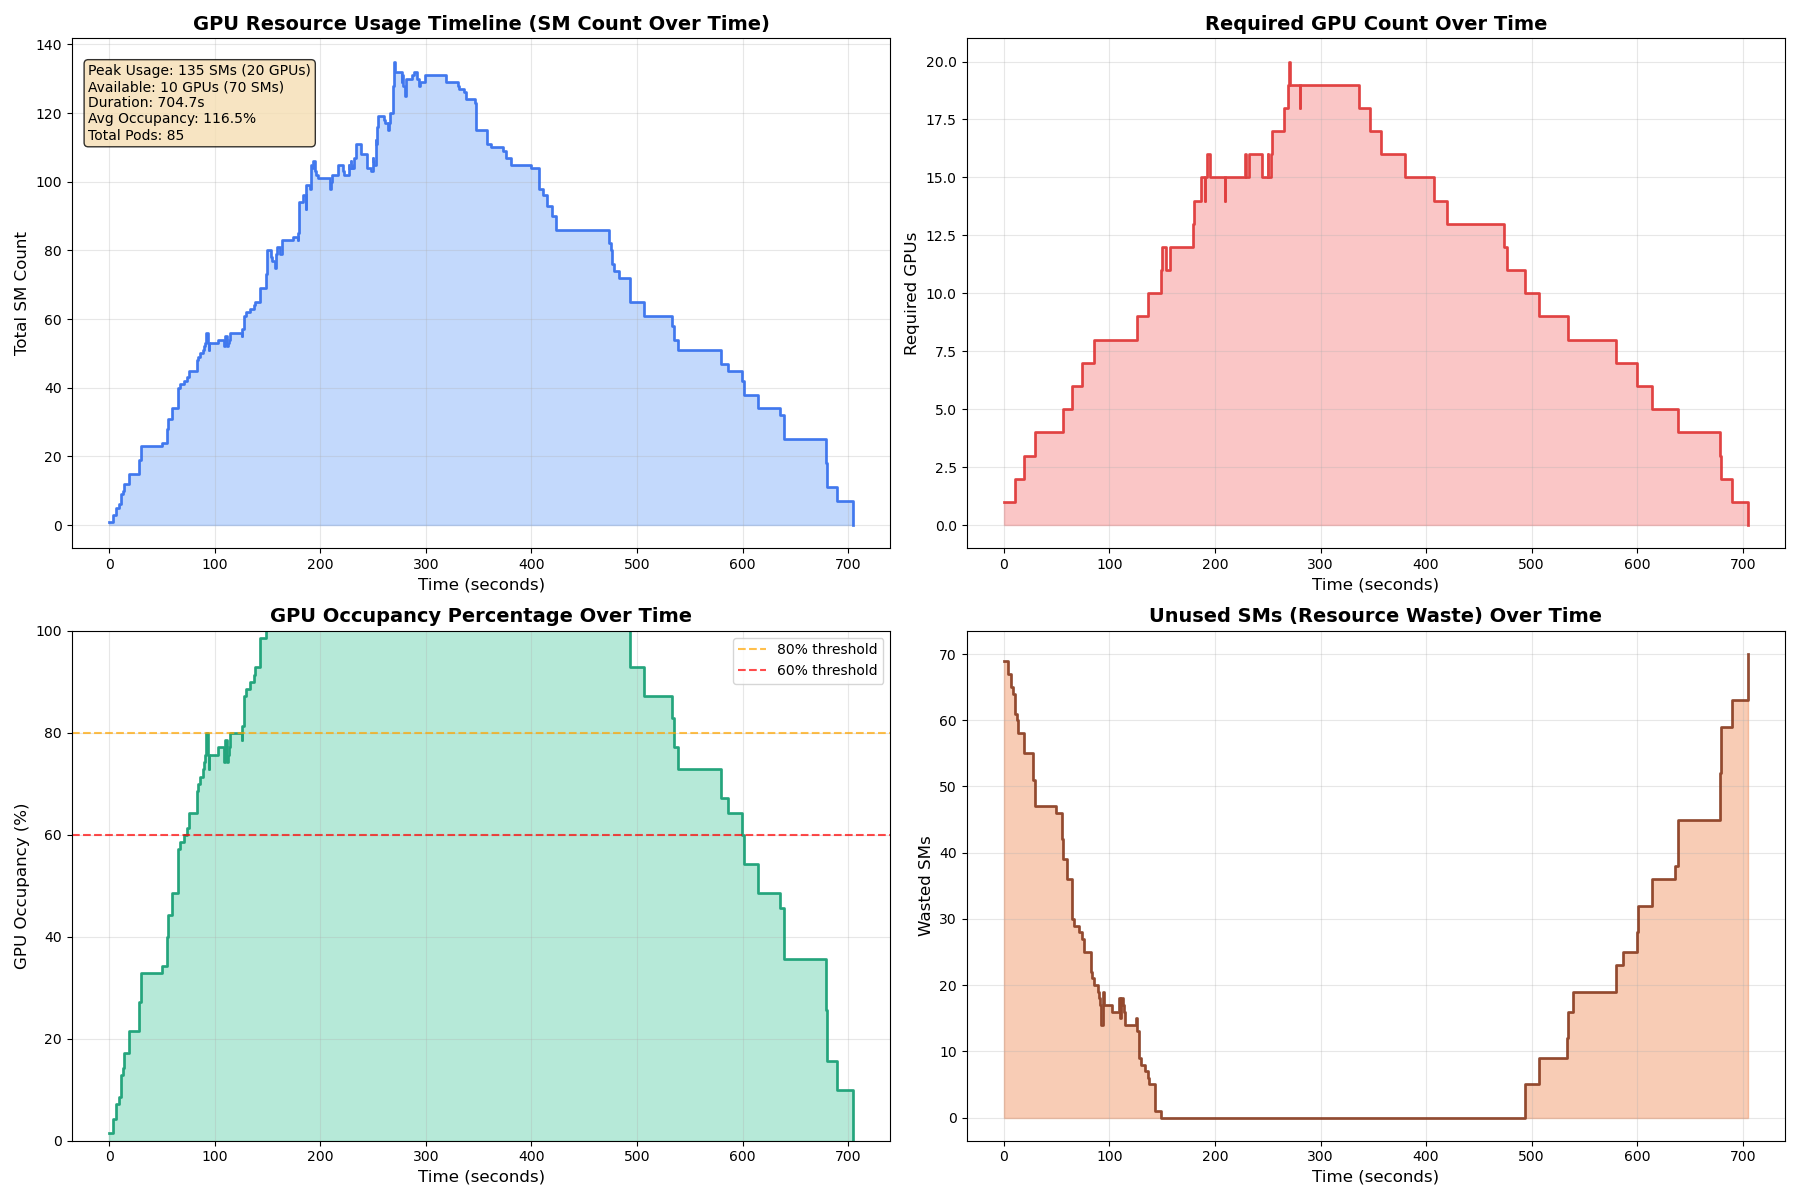 GPU Resource Usage Timeline (SM Count Over Time)
140
120
100
80
60
40
20
0
Total SM Count
Peak Usage: 135 SMs (20 GPUs)
Available: 10 GPUs (70 SMs)
Duration: 704.7s
Avg Occupancy: 116.5%
Total Pods: 85
0 100 200 300 400 500 600 700
Time (seconds)
Required GPU Count Over Time
20.0
17.5
15.0
12.5
10.0
7.5
5.0
2.5
0.0
Required GPUs
0 100 200 300 400 500 600 700
Time (seconds)
GPU Occupancy Percentage Over Time
100
80
60
40
20
0
GPU Occupancy (%)
80% threshold
60% threshold
0 100 200 300 400 500 600 700
Time (seconds)
Unused SMs (Resource Waste) Over Time
70
60
50
40
30
20
10
0
Wasted SMs
0 100 200 300 400 500 600 700
Time (seconds)